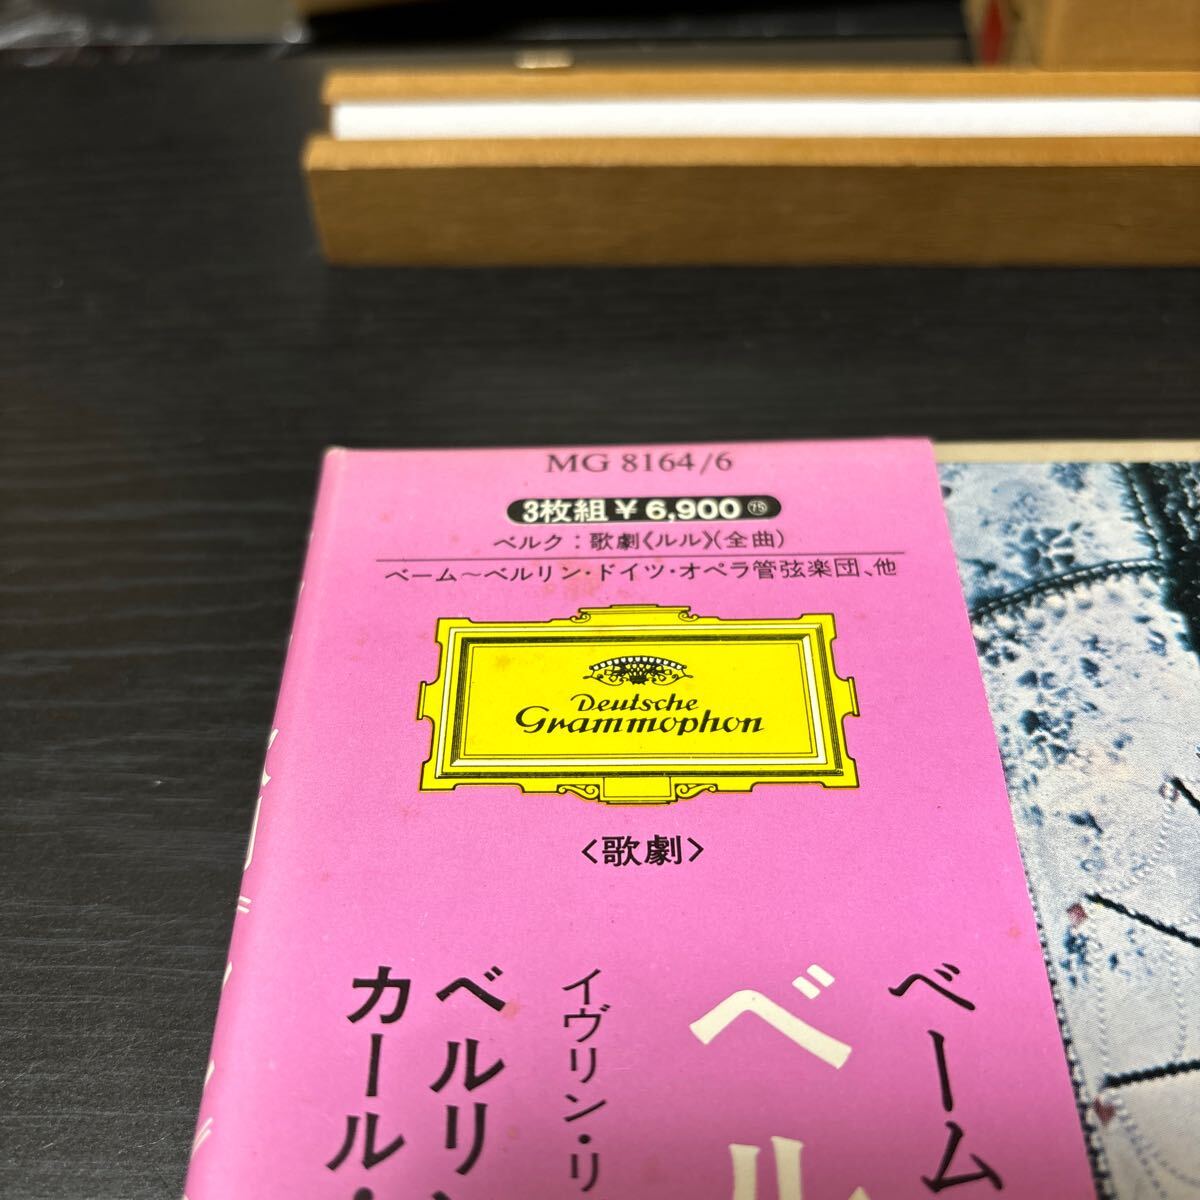 MG 8164/6
3枚組 ¥ 6,900 75
ベルク：歌劇《ルル》(全曲)
ベーム～ベルリン・ドイツ・オペラ管弦楽団、他
Deutsche
Grammophon
〈歌劇〉
ベーム
ベル
イヴリン・リ
ベルリン
カール・